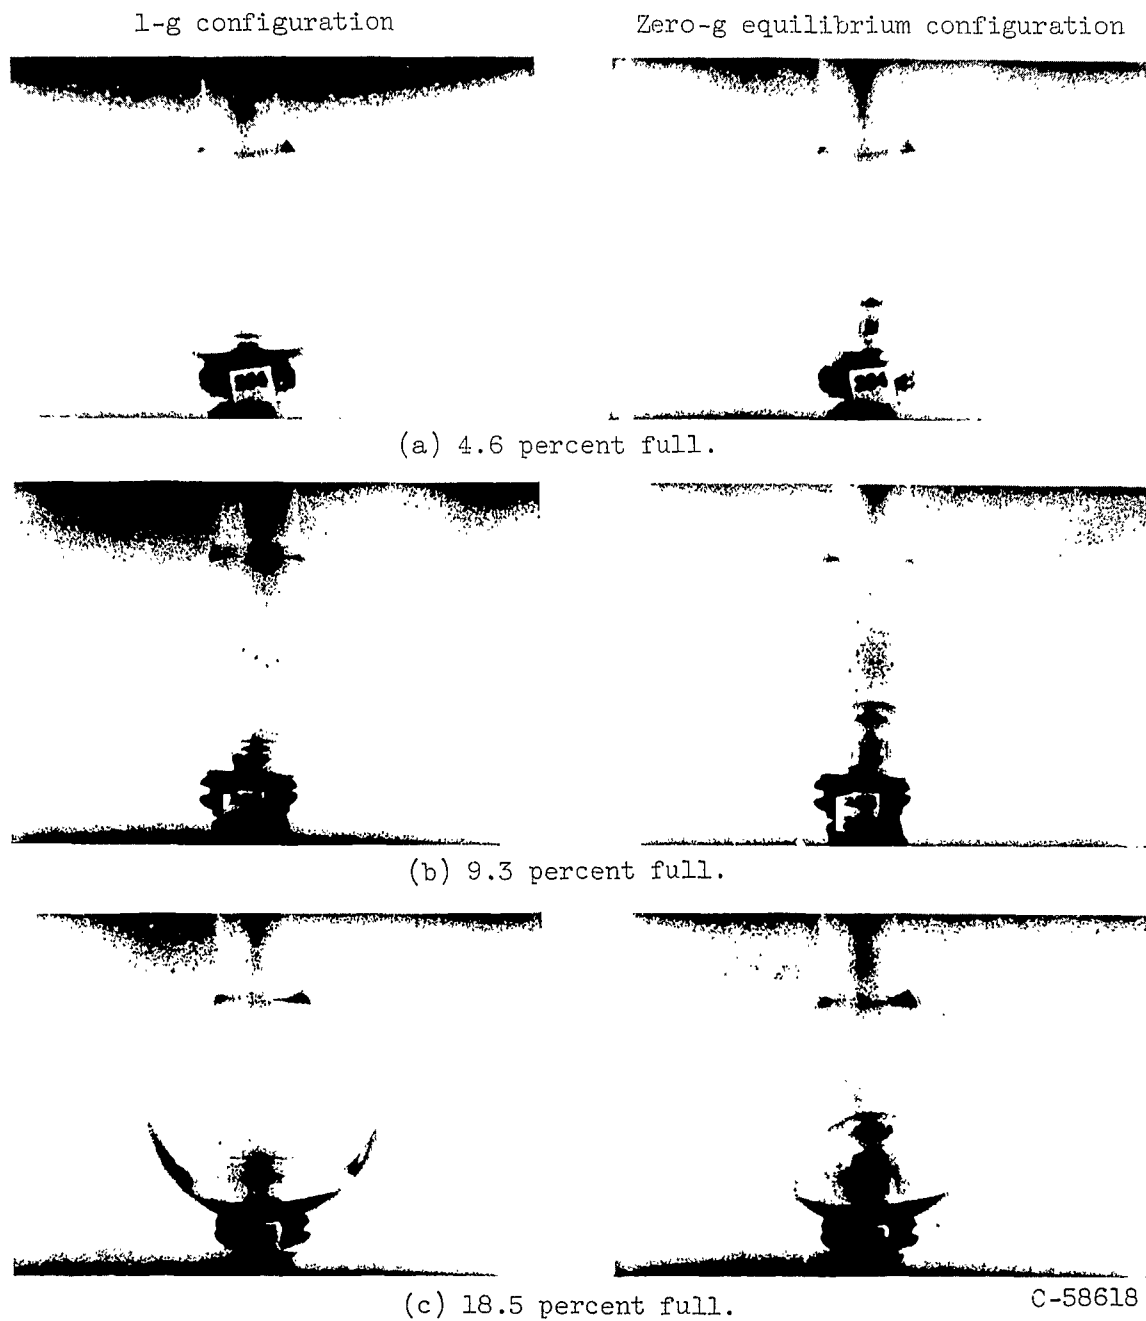 1-g configuration
Zero-g equilibrium configuration
(a) 4.6 percent full.
(b) 9.3 percent full.
(c) 18.5 percent full.
C-58618